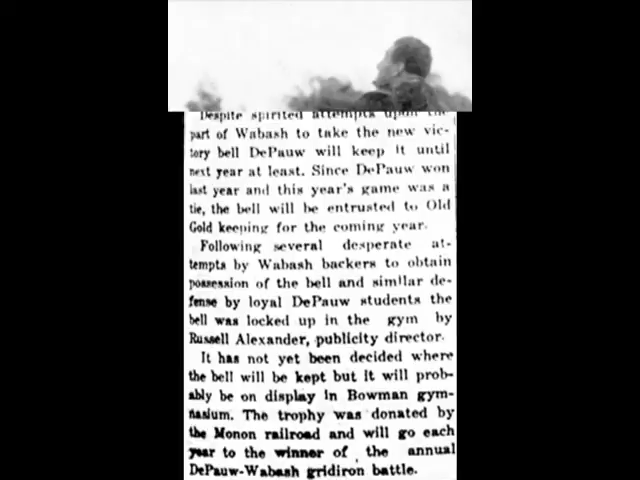 Despite spirited attempts upon the
part of Wabash to take the new vic-
tory bell DePauw will keep it until
next year at least. Since DePauw won
last year and this year's game was a
tie, the bell will be entrusted to Old
Gold keeping for the coming year.
Following several desperate at-
tempts by Wabash backers to obtain
possession of the bell and similar de-
fense by loyal DePauw students the
bell was locked up in the gym by
Russell Alexander, publicity director.
It has not yet been decided where
the bell will be kept but it will prob-
ably be on display in Bowman gym-
nasium. The trophy was donated by
the Monon railroad and will go each
year to the winner of the annual
DePauw-Wabash gridiron battle.